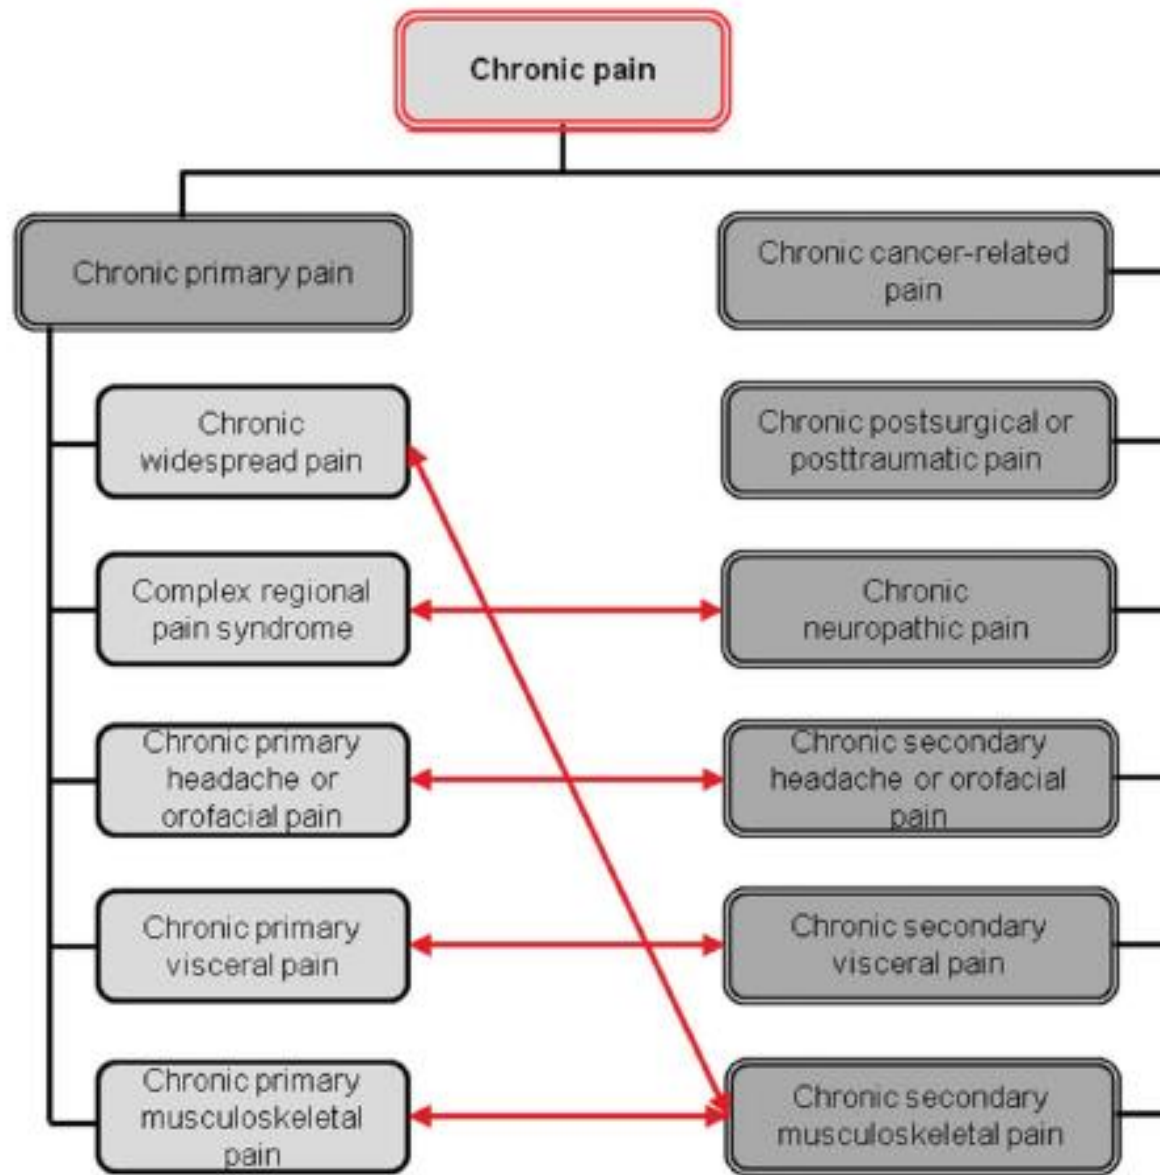 Chronic pain
Chronic primary pain
Chronic
widespread pain
Complex regional
pain syndrome
Chronic primary
headache or
orofacial pain
Chronic primary
visceral pain
Chronic primary
musculoskeletal
pain
Chronic cancer-related
pain
Chronic postsurgical or
posttraumatic pain
Chronic
neuropathic pain
Chronic secondary
headache or orofacial
pain
Chronic secondary
visceral pain
Chronic secondary
musculoskeletal pain